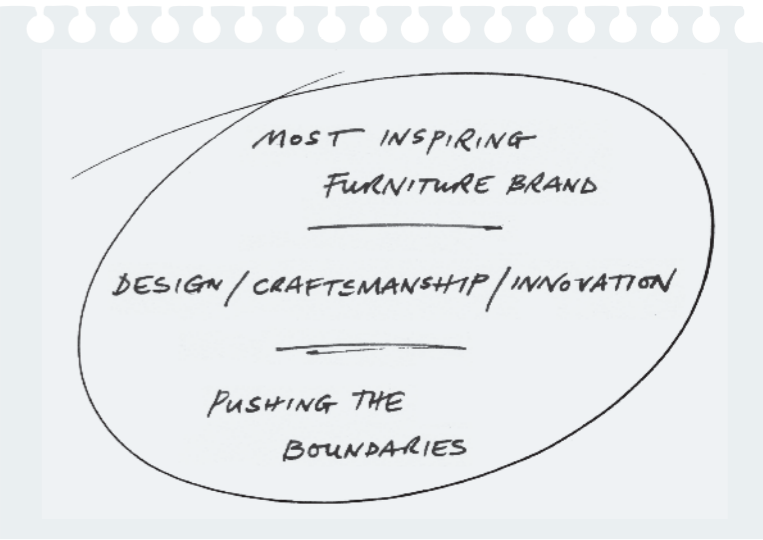 MOST INSPIRING
FURNITURE BRAND
DESIGN/CRAFTSMANSHIP/INNOVATION
PUSHING THE
BOUNDARIES